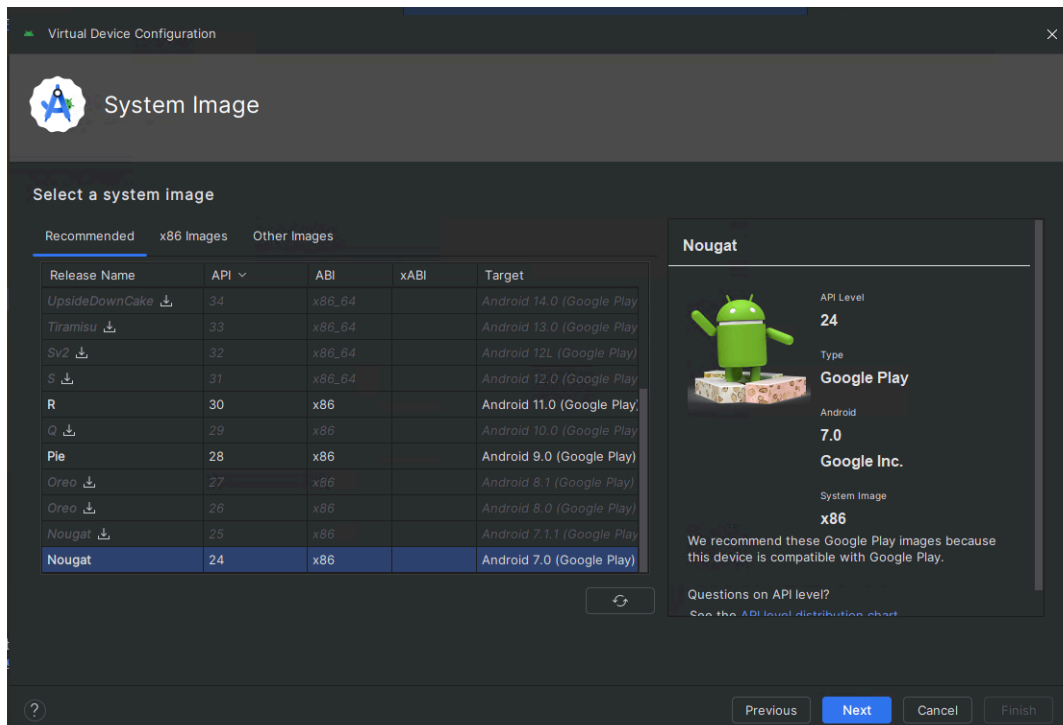 Virtual Device Configuration
System Image
Select a system image
Recommended x86 Images Other Images
Release Name API ABI xABI Target
UpsideDownCake 34 x86_64 Android 14.0 (Google Play
Tiramisu 33 x86_64 Android 13.0 (Google Play
Sv2 32 x86_64 Android 12L (Google Play)
S 31 x86_64 Android 12.0 (Google Play
R 30 x86 Android 11.0 (Google Play)
Q 29 x86 Android 10.0 (Google Play
Pie 28 x86 Android 9.0 (Google Play)
Oreo 27 x86 Android 8.1 (Google Play)
Oreo 26 x86 Android 8.0 (Google Play)
Nougat 25 x86 Android 7.1.1 (Google Play
Nougat 24 x86 Android 7.0 (Google Play)
Nougat
API Level
24
Type
Google Play
Android
7.0
Google Inc.
System Image
x86
We recommend these Google Play images because
this device is compatible with Google Play.
Questions on API level?
See the API level distribution chart
?
Previous Next Cancel Finish